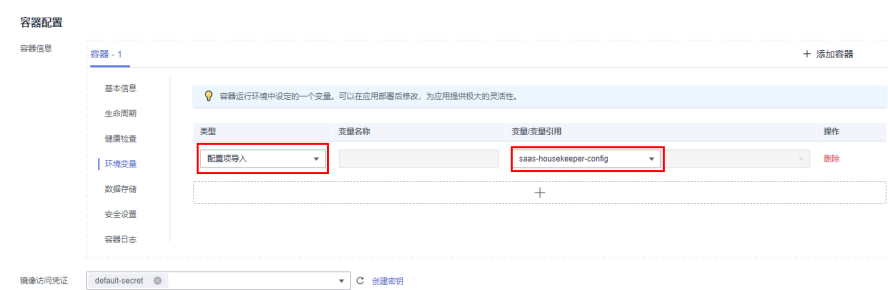 容器配置
容器信息
容器 - 1
+ 添加容器
基本信息
容器运行环境中设定的一个变量。可以在应用部署后修改，为应用提供极大的灵活性。
生命周期
健康检查
环境变量
数据存储
安全设置
容器日志
类型 变量名称 变量/变量引用 操作
配置项导入 saas-housekeeper-config 删除
+
镜像访问凭证 default-secret 创建密钥